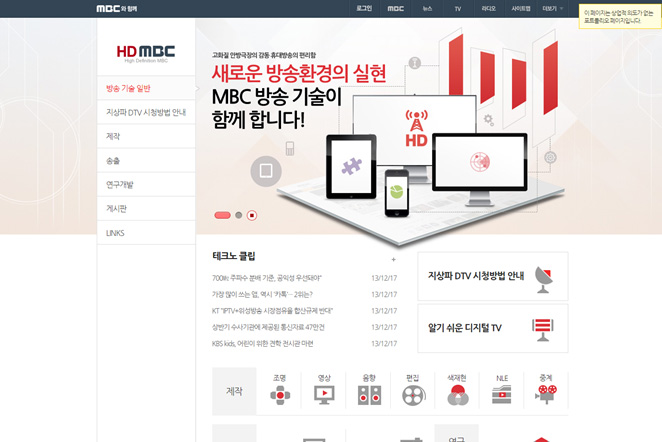 MBC와 함께
로그인 MBC 뉴스 TV 라디오 사이트맵 더보기
이 페이지는 상업적 의도가 없는
포트폴리오 페이지입니다.
HD MBC
High Definition MBC
방송 기술 일반
지상파 DTV 시청방법 안내
제작
송출
연구개발
게시판
LINKS
고화질 안방극장의 감동 휴대방송의 편리함
새로운 방송환경의 실현
MBC 방송 기술이
함께 합니다!
HD
테크노 클립 +
700㎒ 주파수 분배 기준, 공익성 우선돼야" 13/12/17
가장 많이 쓰는 앱, 역시 '카톡'…2위는? 13/12/17
KT "IPTV+위성방송 시장점유율 합산규제 반대" 13/12/17
상반기 수사기관에 제공된 통신자료 47만건 13/12/17
KBS kids, 어린이 위한 견학 전시관 마련 13/12/17
지상파 DTV 시청방법 안내
알기 쉬운 디지털 TV
제작 조명 영상 음향 편집 색재현 NLE 중계